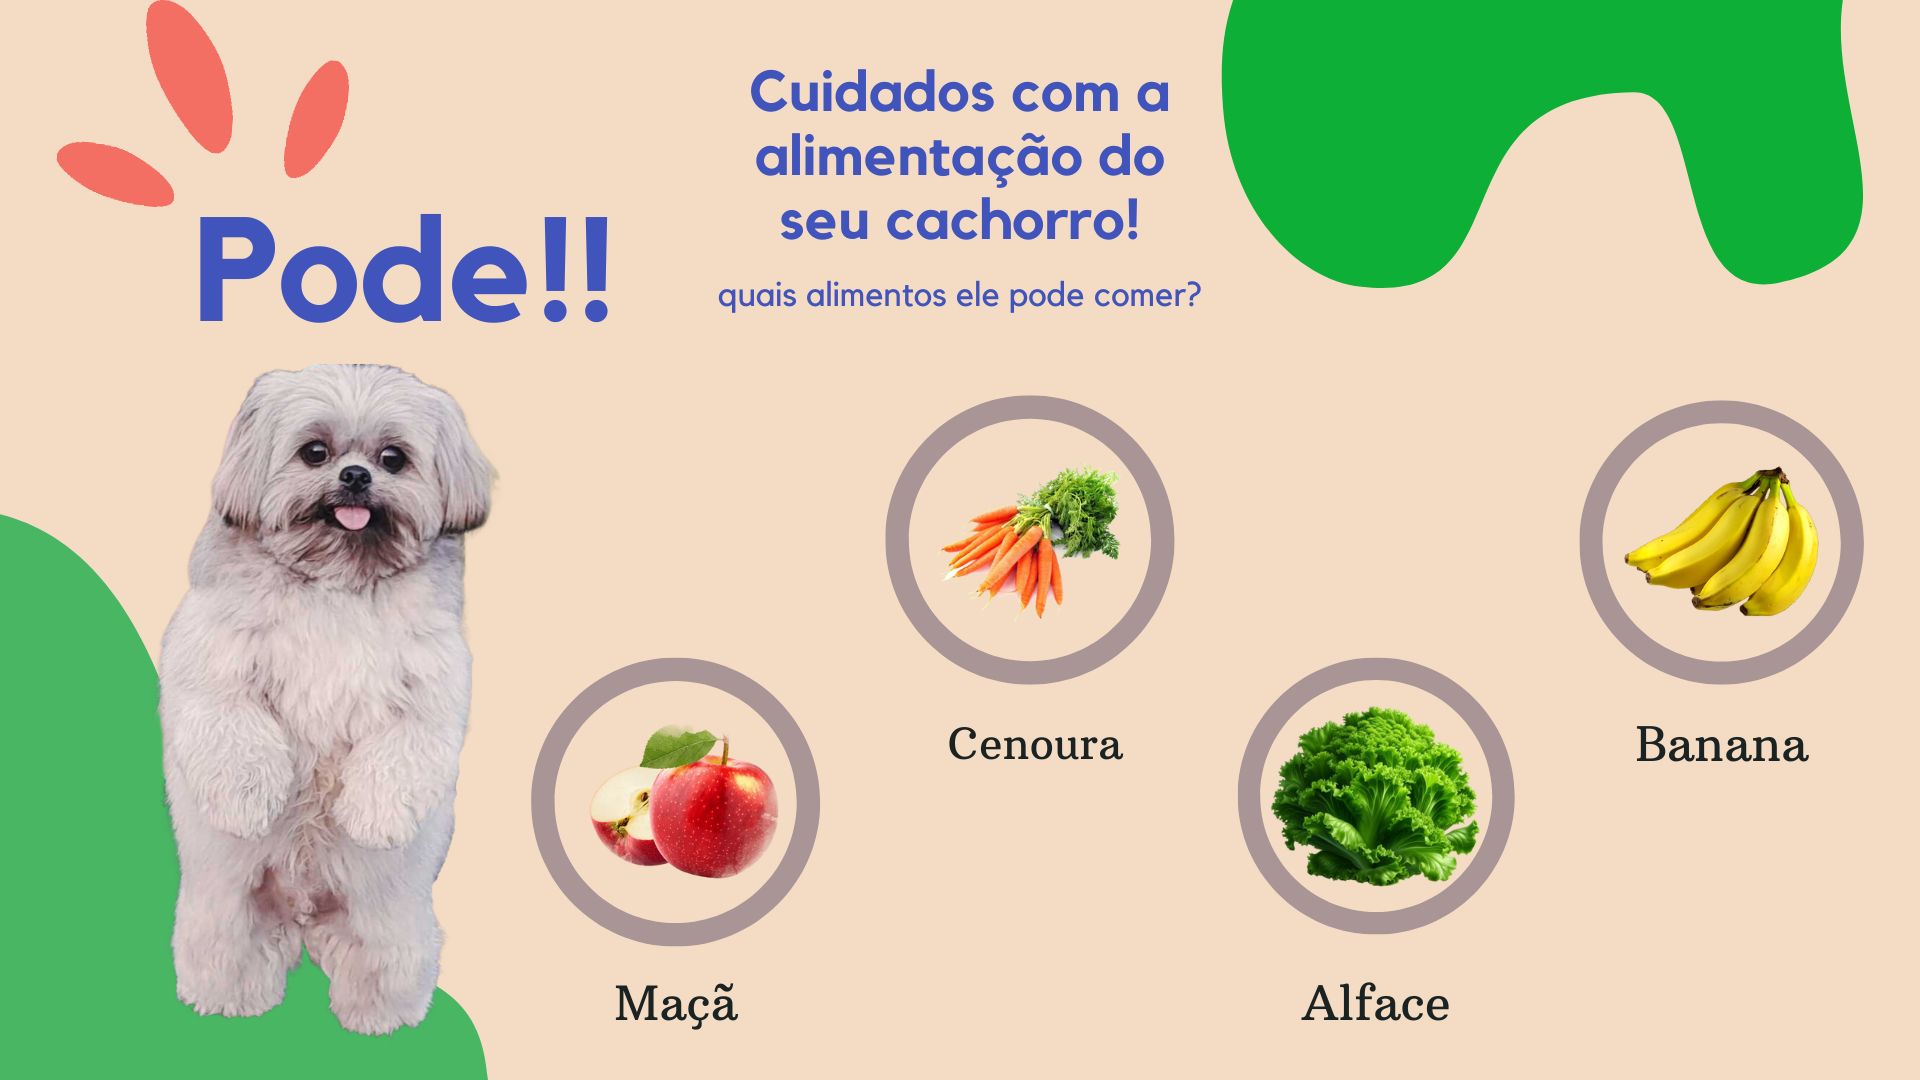 Cuidados com a
alimentação do
seu cachorro!
quais alimentos ele pode comer?
Pode!!
Maçã
Cenoura
Alface
Banana